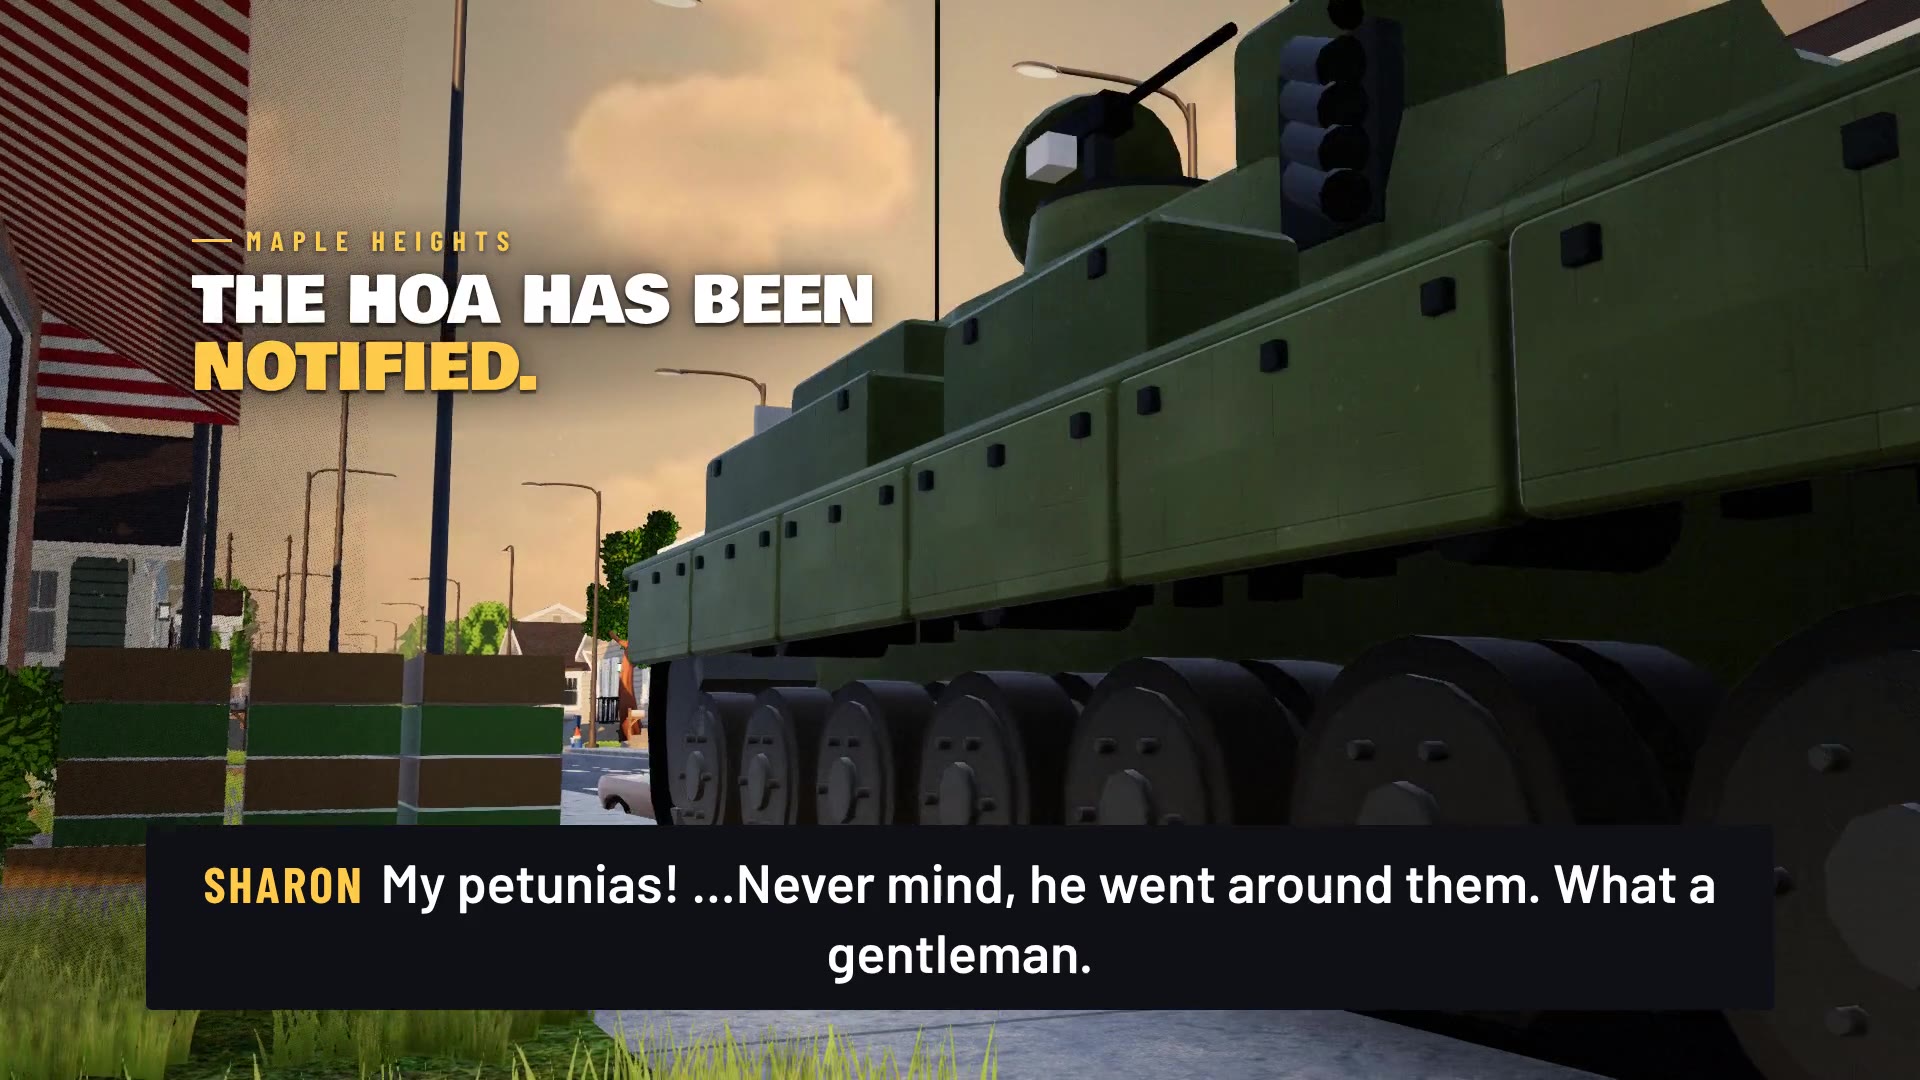 MAPLE HEIGHTS
THE HOA HAS BEEN
NOTIFIED.
SHARON My petunias! ...Never mind, he went around them. What a
gentleman.